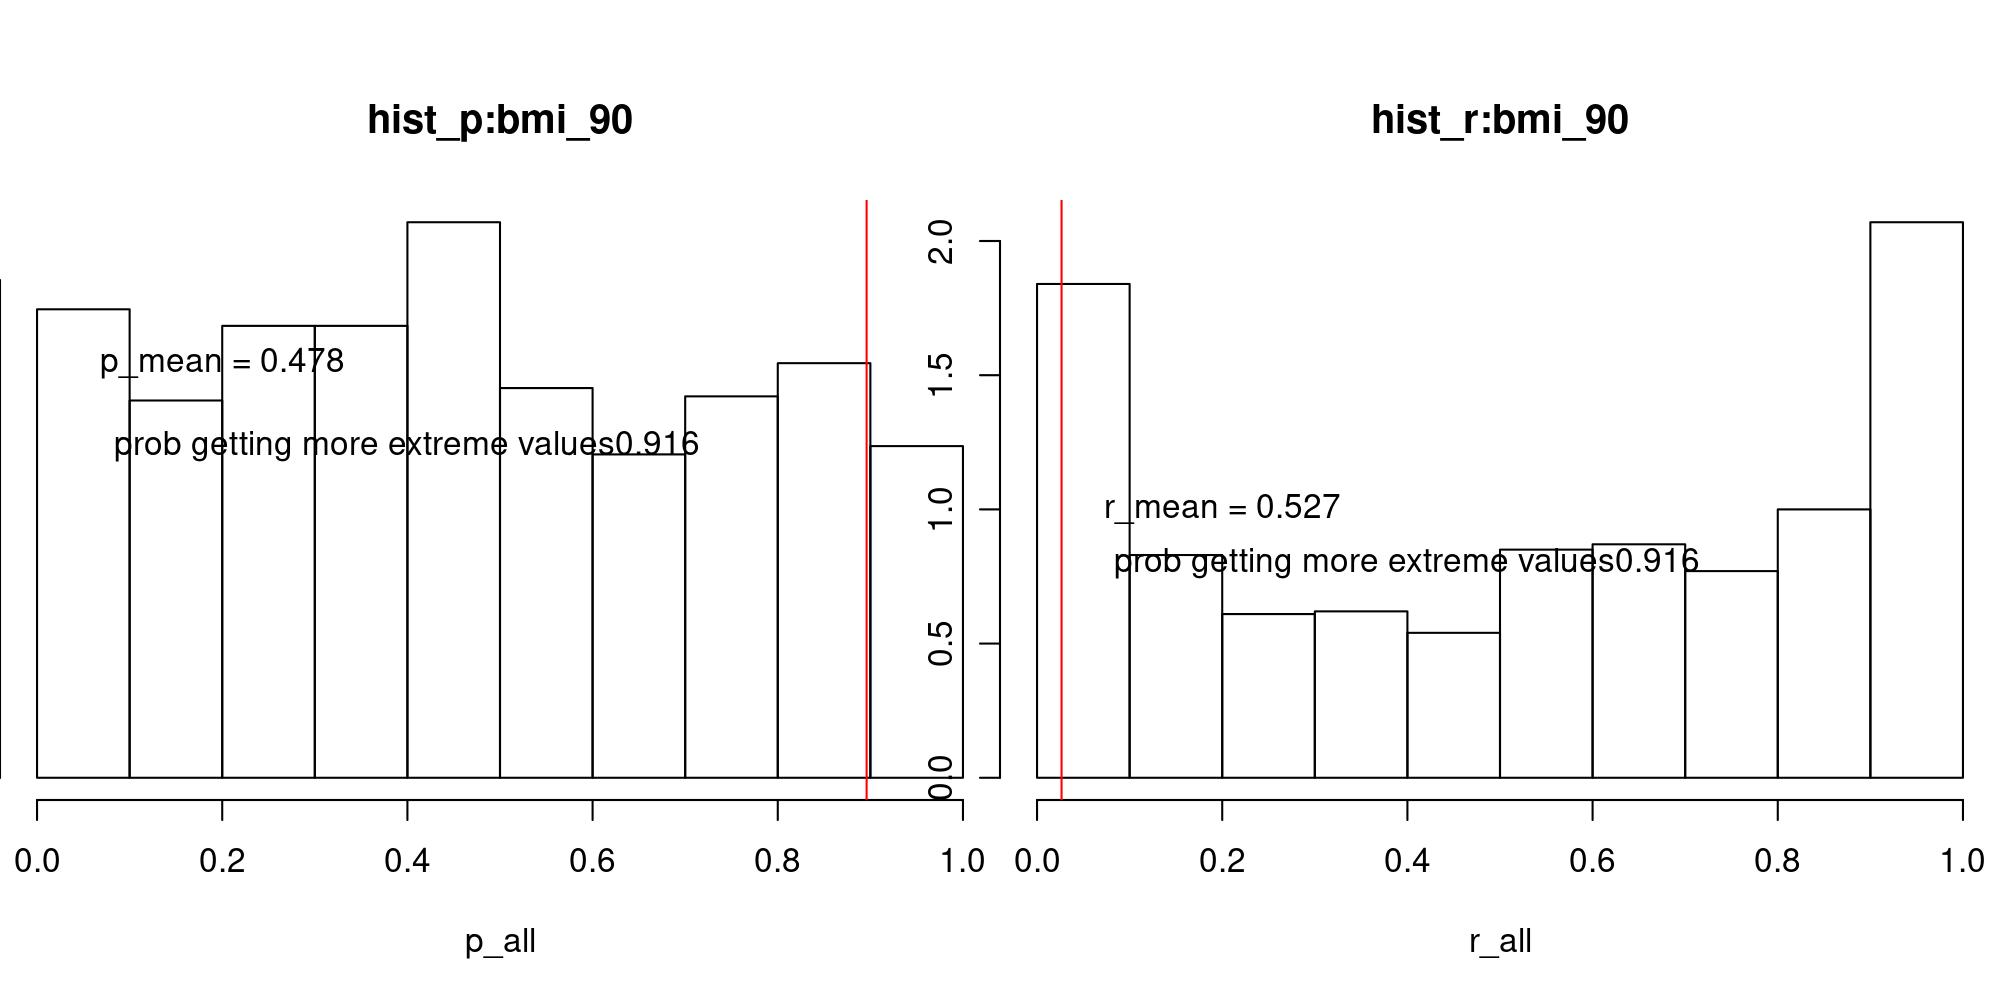 hist_p:bmi_90
p_mean = 0.478
prob getting more extreme values0.916
0.0 0.2 0.4 0.6 0.8 1.0
p_all
hist_r:bmi_90
2.0
1.5
1.0
0.5
0.0
r_mean = 0.527
prob getting more extreme values0.916
0.0 0.2 0.4 0.6 0.8 1.0
r_all